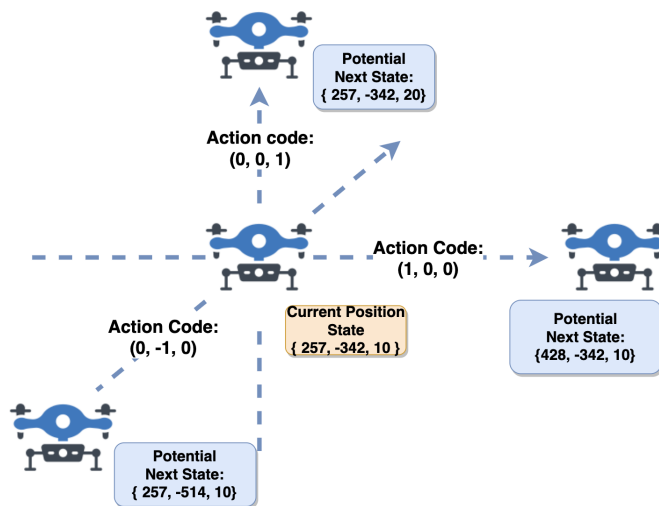 Potential
Next State:
{ 257, -342, 20}
Action code:
(0, 0, 1)
Action Code:
(1, 0, 0)
Current Position
State
{ 257, -342, 10 }
Potential
Next State:
{428, -342, 10}
Action Code:
(0, -1, 0)
Potential
Next State:
{ 257, -514, 10}